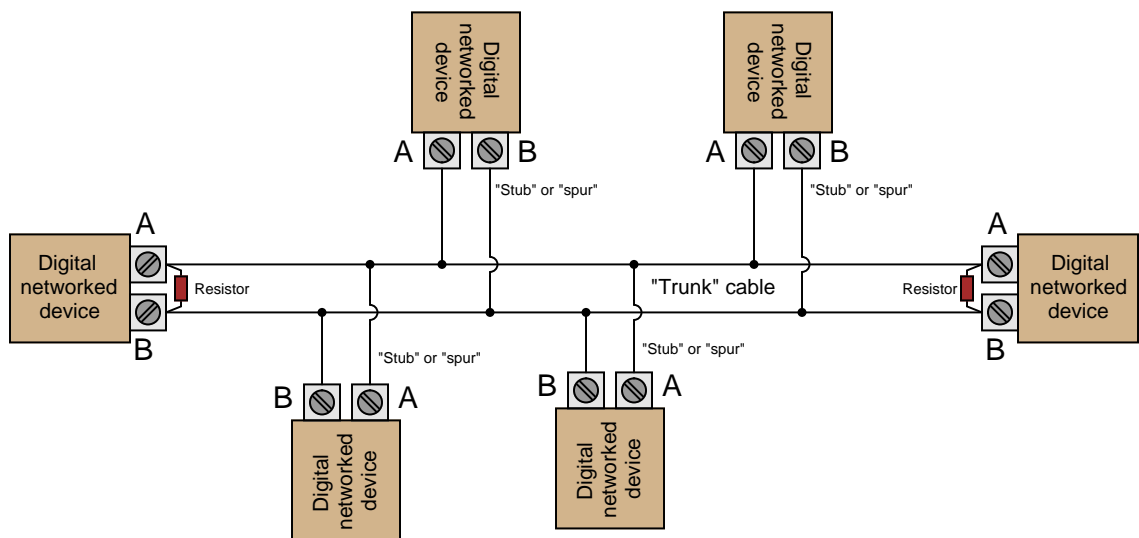 Digital
networked
device
Digital
networked
device
A
B
A
B
"Stub" or "spur"
"Stub" or "spur"
A
A
Digital
networked
device
Resistor
"Trunk" cable
Resistor
Digital
networked
device
B
B
"Stub" or "spur"
"Stub" or "spur"
B
A
B
A
Digital
networked
device
Digital
networked
device